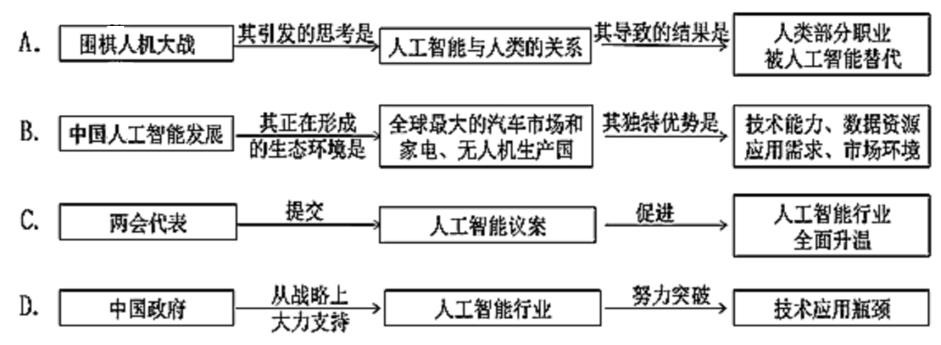 A. 围棋人机大战 其引发的思考是 人工智能与人类的关系 其导致的结果是 人类部分职业
被人工智能替代
B. 中国人工智能发展 其正在形成
的生态环境是 全球最大的汽车市场和
家电、无人机生产国 其独特优势是 技术能力、数据资源
应用需求、市场环境
C. 两会代表 提交 人工智能议案 促进 人工智能行业
全面升温
D. 中国政府 从战略上
大力支持 人工智能行业 努力突破 技术应用瓶颈